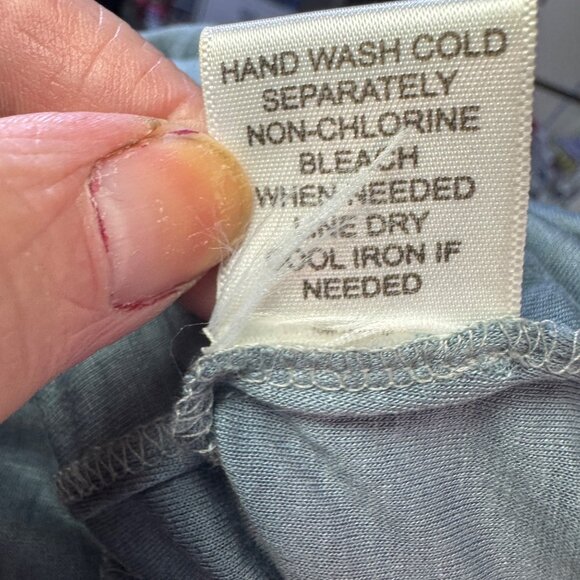 HAND WASH COLD
SEPARATELY
NON-CHLORINE
BLEACH
WHEN NEEDED
LINE DRY
COOL IRON IF
NEEDED